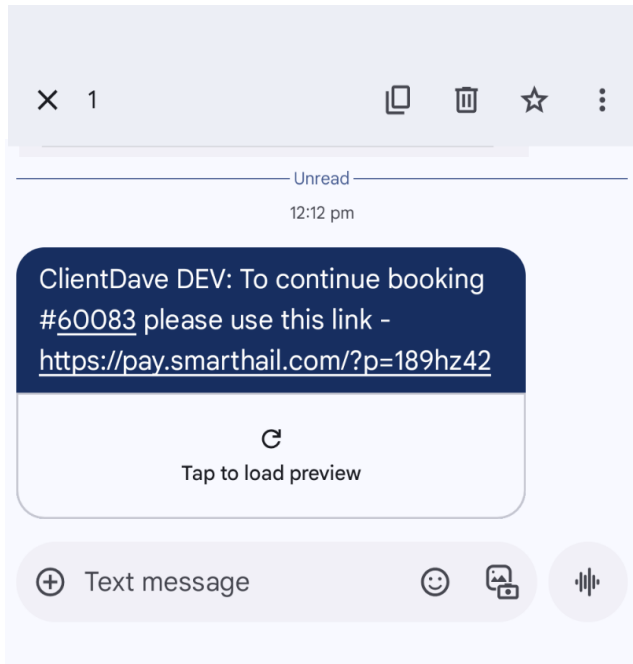 1
Unread
12:12 pm
ClientDave DEV: To continue booking
#60083 please use this link -
https://pay.smarthail.com/?p=189hz42
Tap to load preview
Text message